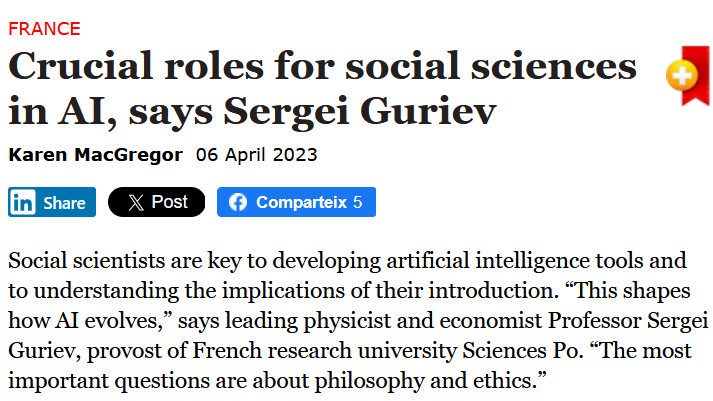 FRANCE
Crucial roles for social sciences
in AI, says Sergei Guriev
Karen MacGregor 06 April 2023
in Share X Post Comparteix 5
Social scientists are key to developing artificial intelligence tools and
to understanding the implications of their introduction. “This shapes
how AI evolves,” says leading physicist and economist Professor Sergei
Guriev, provost of French research university Sciences Po. “The most
important questions are about philosophy and ethics.”